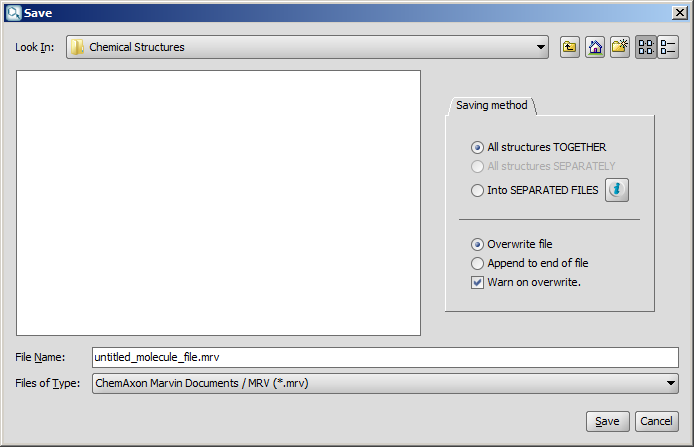 Save
Look In: Chemical Structures
Saving method
All structures TOGETHER
All structures SEPARATELY
Into SEPARATED FILES
Overwrite file
Append to end of file
Warn on overwrite.
File Name: untitled_molecule_file.mrv
Files of Type: ChemAxon Marvin Documents / MRV (*.mrv)
Save Cancel